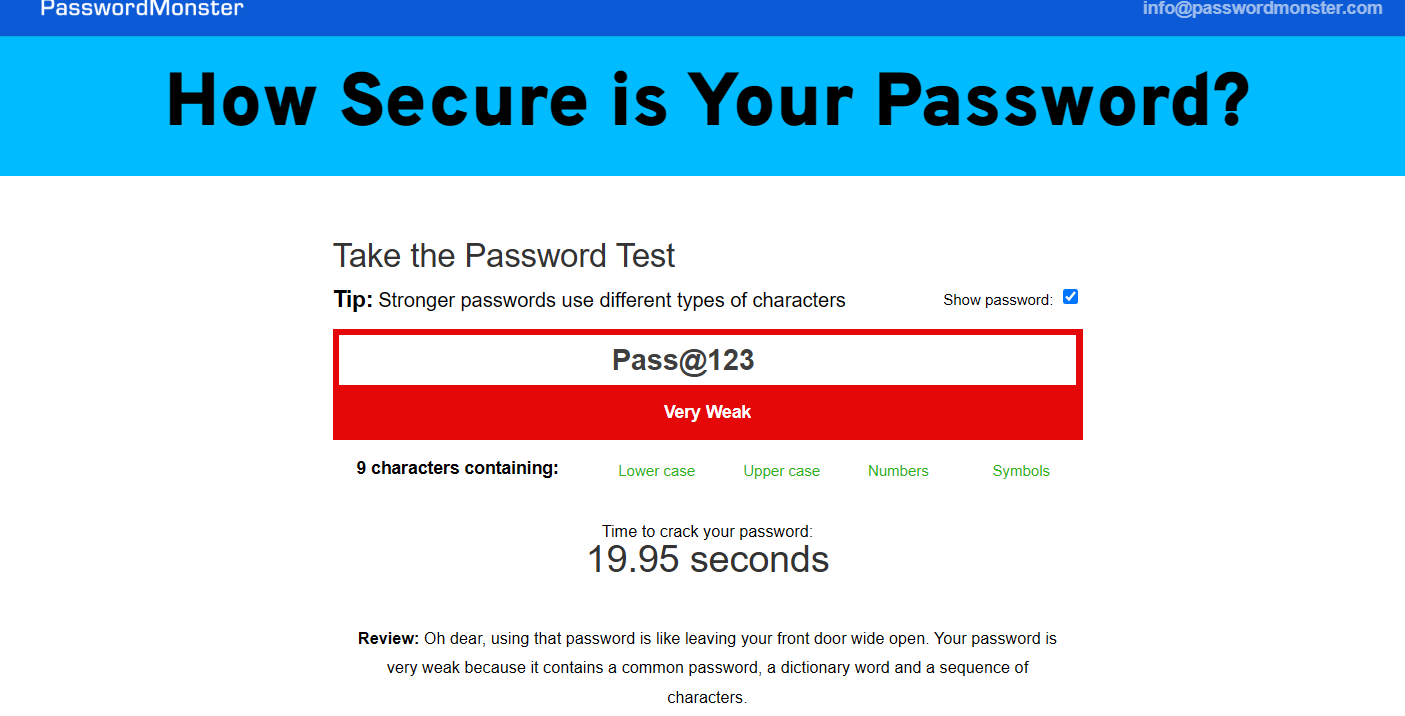 PasswordMonster
info@passwordmonster.com
How Secure is Your Password?
Take the Password Test
Tip: Stronger passwords use different types of characters
Show password:
Pass@123
Very Weak
9 characters containing:
Lower case
Upper case
Numbers
Symbols
Time to crack your password:
19.95 seconds
Review: Oh dear, using that password is like leaving your front door wide open. Your password is
very weak because it contains a common password, a dictionary word and a sequence of
characters.